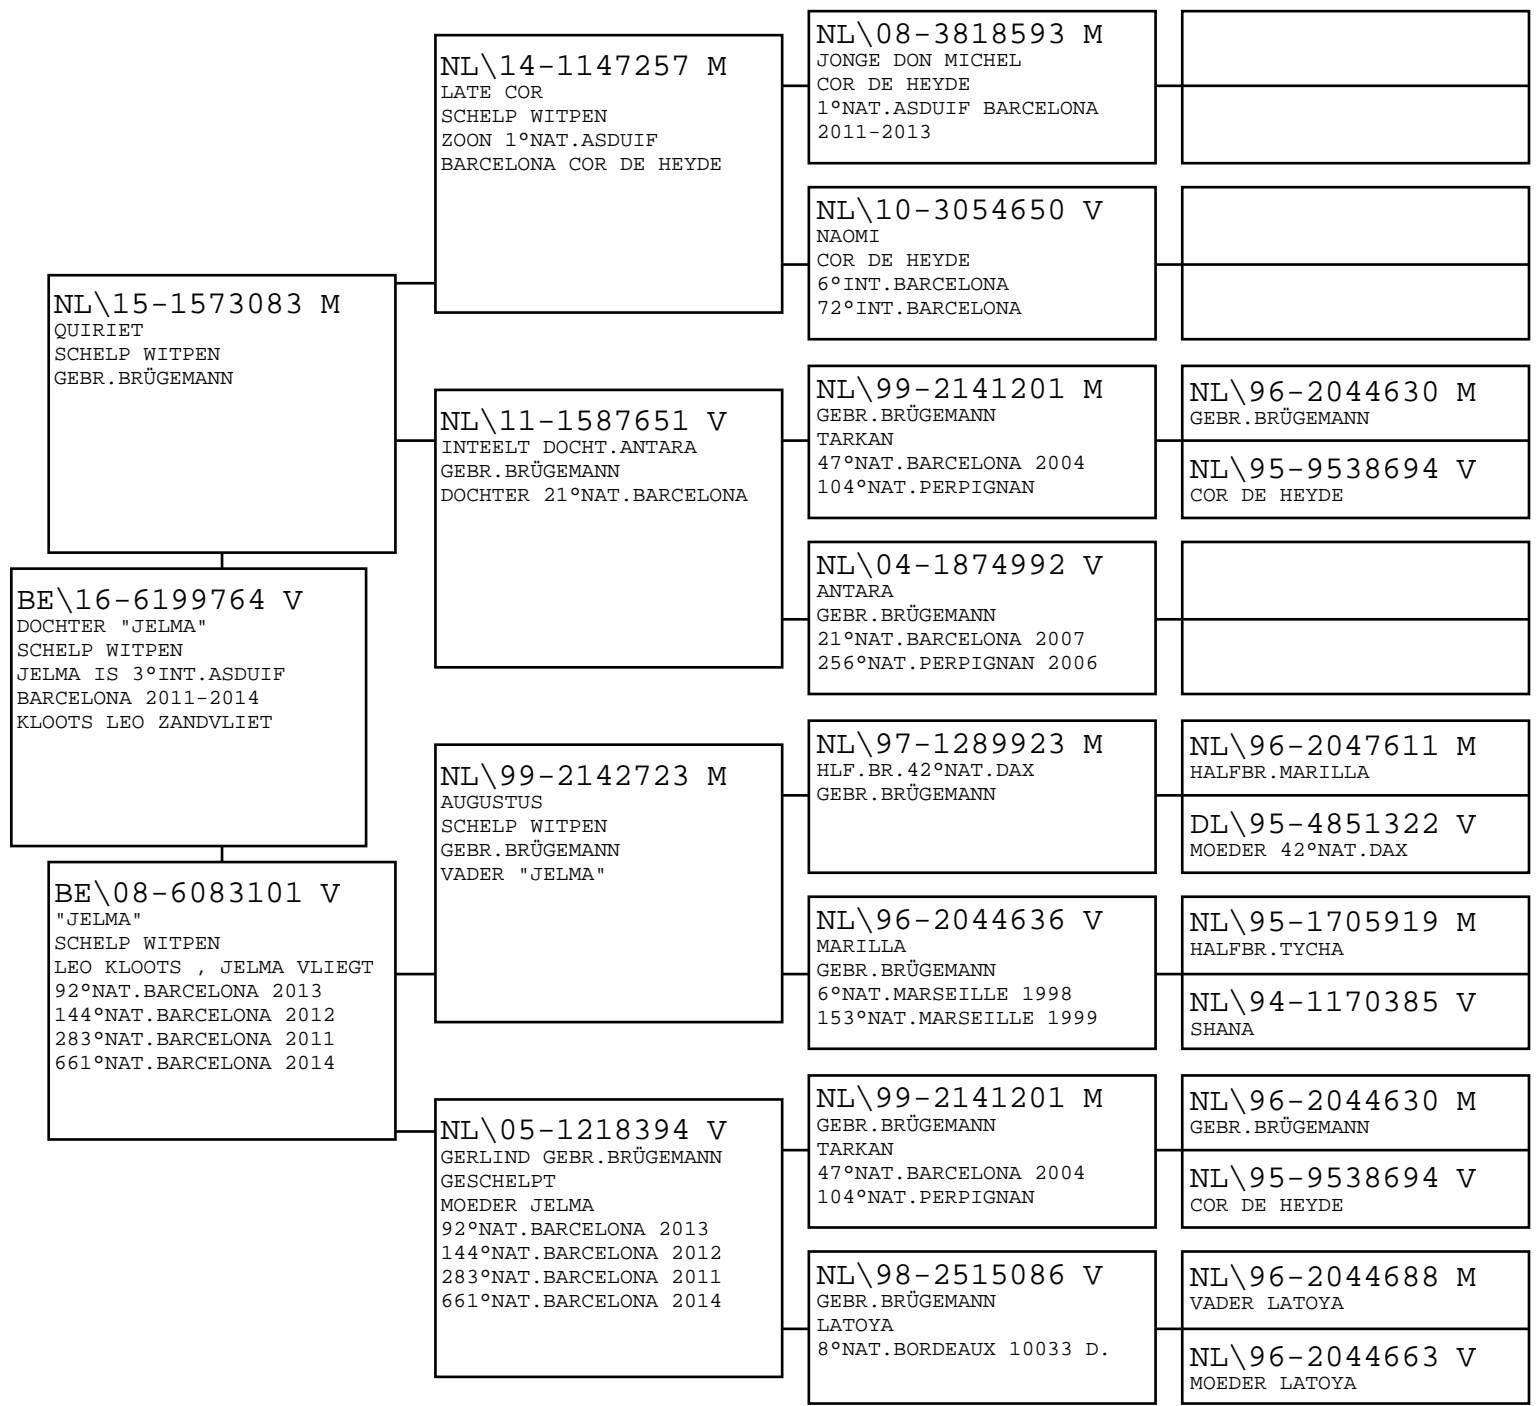 BE\16-6199764 V
DOCHTER "JELMA"
SCHELP WITPEN
JELMA IS 3°INT.ASDUIF
BARCELONA 2011-2014
KLOOTS LEO ZANDVLIET
NL\15-1573083 M
QUIRIET
SCHELP WITPEN
GEBR.BRÜGEMANN
BE\08-6083101 V
"JELMA"
SCHELP WITPEN
LEO KLOOTS , JELMA VLIEGT
92°NAT.BARCELONA 2013
144°NAT.BARCELONA 2012
283°NAT.BARCELONA 2011
661°NAT.BARCELONA 2014
NL\14-1147257 M
LATE COR
SCHELP WITPEN
ZOON 1°NAT.ASDUIF
BARCELONA COR DE HEYDE
NL\11-1587651 V
INTEELT DOCHT.ANTARA
GEBR.BRÜGEMANN
DOCHTER 21°NAT.BARCELONA
NL\99-2142723 M
AUGUSTUS
SCHELP WITPEN
GEBR.BRÜGEMANN
VADER "JELMA"
NL\05-1218394 V
GERLIND GEBR.BRÜGEMANN
GESCHELPT
MOEDER JELMA
92°NAT.BARCELONA 2013
144°NAT.BARCELONA 2012
283°NAT.BARCELONA 2011
661°NAT.BARCELONA 2014
NL\08-3818593 M
JONGE DON MICHEL
COR DE HEYDE
1°NAT.ASDUIF BARCELONA
2011-2013
NL\10-3054650 V
NAOMI
COR DE HEYDE
6°INT.BARCELONA
72°INT.BARCELONA
NL\99-2141201 M
GEBR.BRÜGEMANN
TARKAN
47°NAT.BARCELONA 2004
104°NAT.PERPIGNAN
NL\04-1874992 V
ANTARA
GEBR.BRÜGEMANN
21°NAT.BARCELONA 2007
256°NAT.PERPIGNAN 2006
NL\97-1289923 M
HLF.BR.42°NAT.DAX
GEBR.BRÜGEMANN
NL\96-2044636 V
MARILLA
GEBR.BRÜGEMANN
6°NAT.MARSEILLE 1998
153°NAT.MARSEILLE 1999
NL\99-2141201 M
GEBR.BRÜGEMANN
TARKAN
47°NAT.BARCELONA 2004
104°NAT.PERPIGNAN
NL\98-2515086 V
GEBR.BRÜGEMANN
LATOYA
8°NAT.BORDEAUX 10033 D.
NL\96-2044630 M
GEBR.BRÜGEMANN
NL\95-9538694 V
COR DE HEYDE
NL\96-2047611 M
HALFBR.MARILLA
DL\95-4851322 V
MOEDER 42°NAT.DAX
NL\95-1705919 M
HALFBR.TYCHA
NL\94-1170385 V
SHANA
NL\96-2044630 M
GEBR.BRÜGEMANN
NL\95-9538694 V
COR DE HEYDE
NL\96-2044688 M
VADER LATOYA
NL\96-2044663 V
MOEDER LATOYA